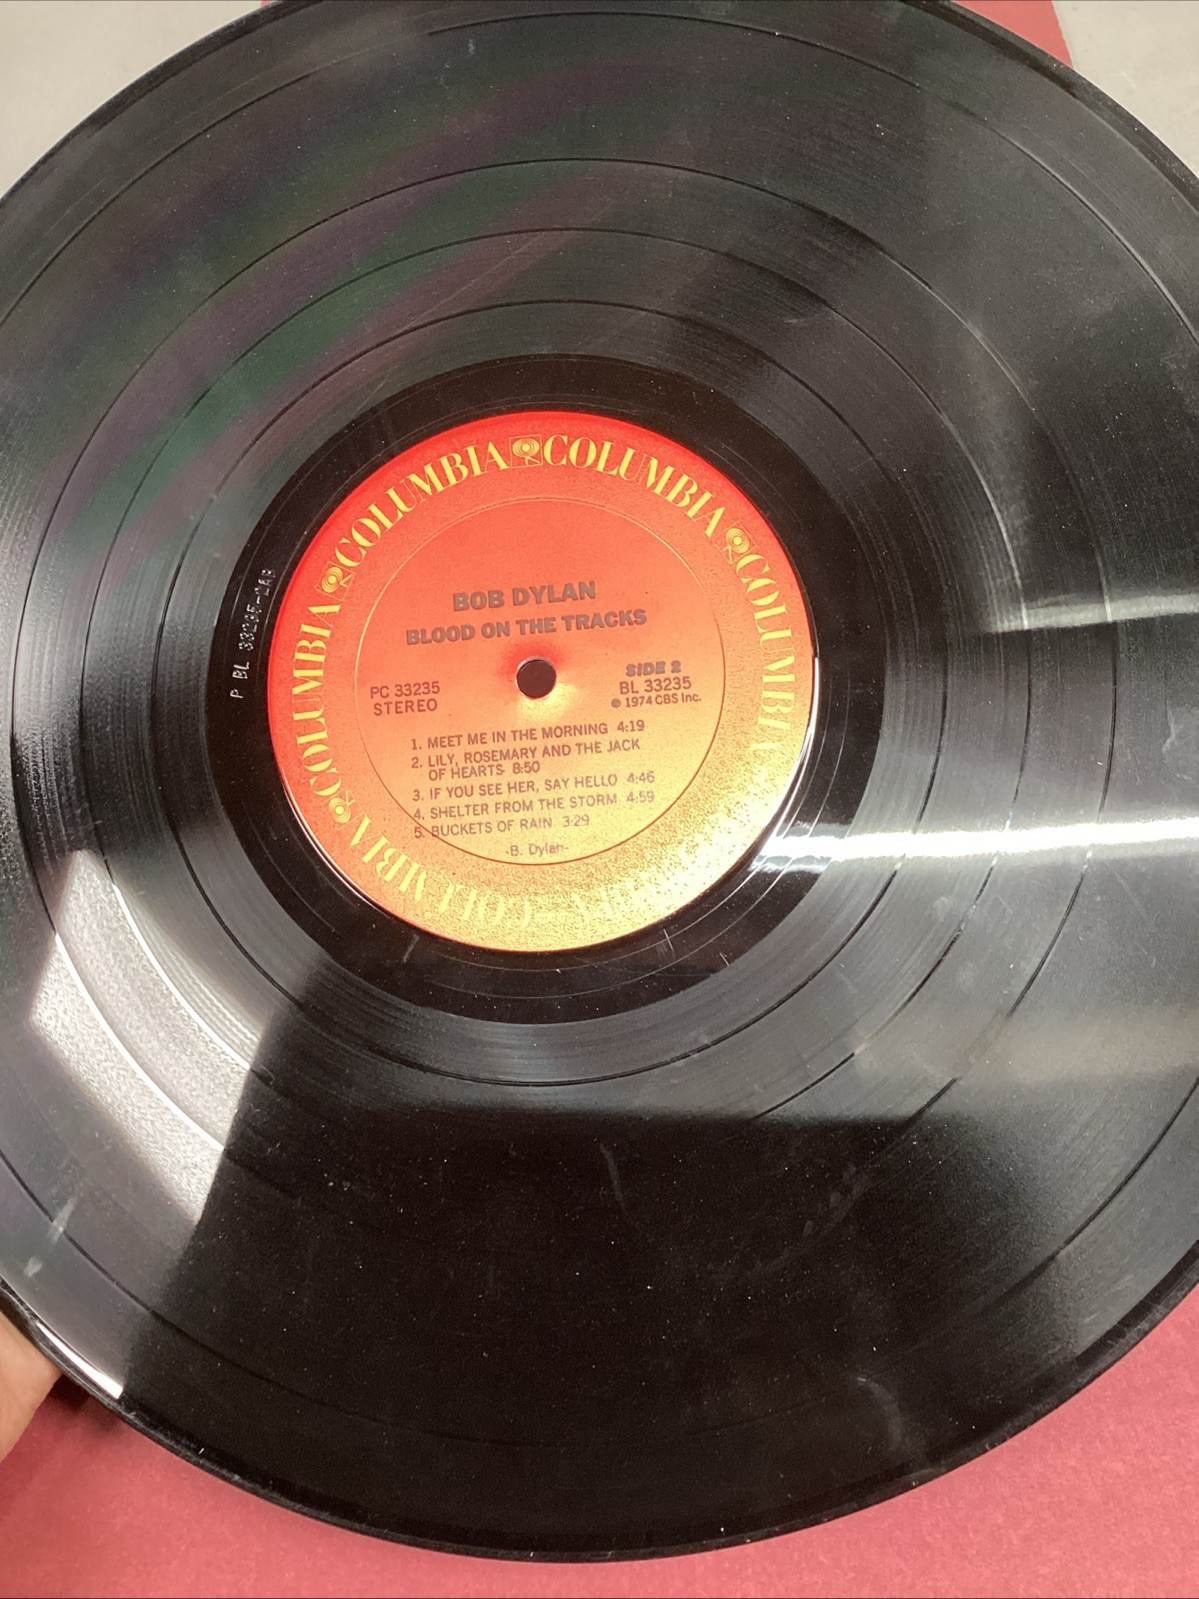 COLUMBIA COLUMBIA COLUMBIA COLUMBIA COLUMBIA COLUMBIA
BOB DYLAN
BLOOD ON THE TRACKS
PC 33235
STEREO
SIDE 2
BL 33235
℗ 1974 CBS Inc.
1. MEET ME IN THE MORNING 4:19
2. LILY, ROSEMARY AND THE JACK
OF HEARTS 8:50
3. IF YOU SEE HER, SAY HELLO 4:46
4. SHELTER FROM THE STORM 4:59
5. BUCKETS OF RAIN 3:29
-B. Dylan-
P BL